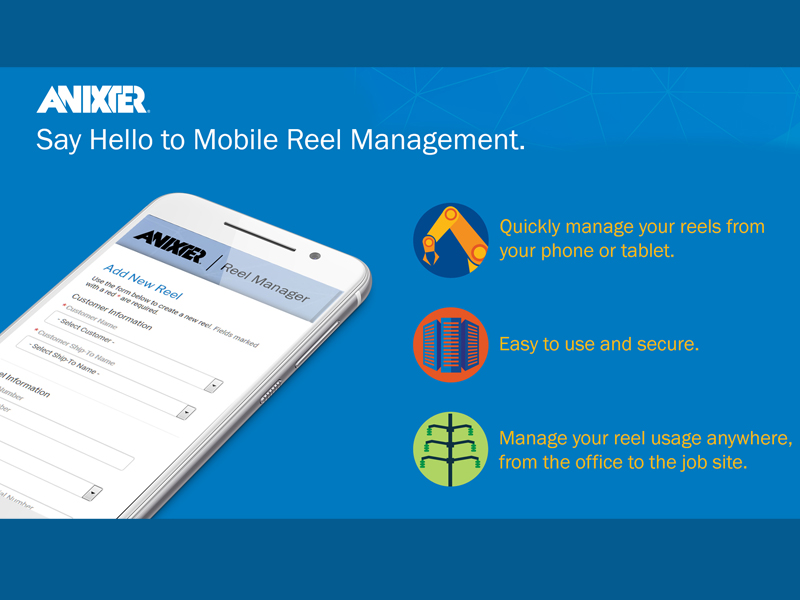 ANIXTER
Say Hello to Mobile Reel Management.
ANIXTER / Reel Manager
Add New Reel
Use the form below to create a new reel. Fields marked
with a red * are required.
Customer Information
* Customer Name
- Select Customer -
* Customer Ship-To Name
- Select Ship-To Name -
Information
Number
Quickly manage your reels from
your phone or tablet.
Easy to use and secure.
Manage your reel usage anywhere,
from the office to the job site.